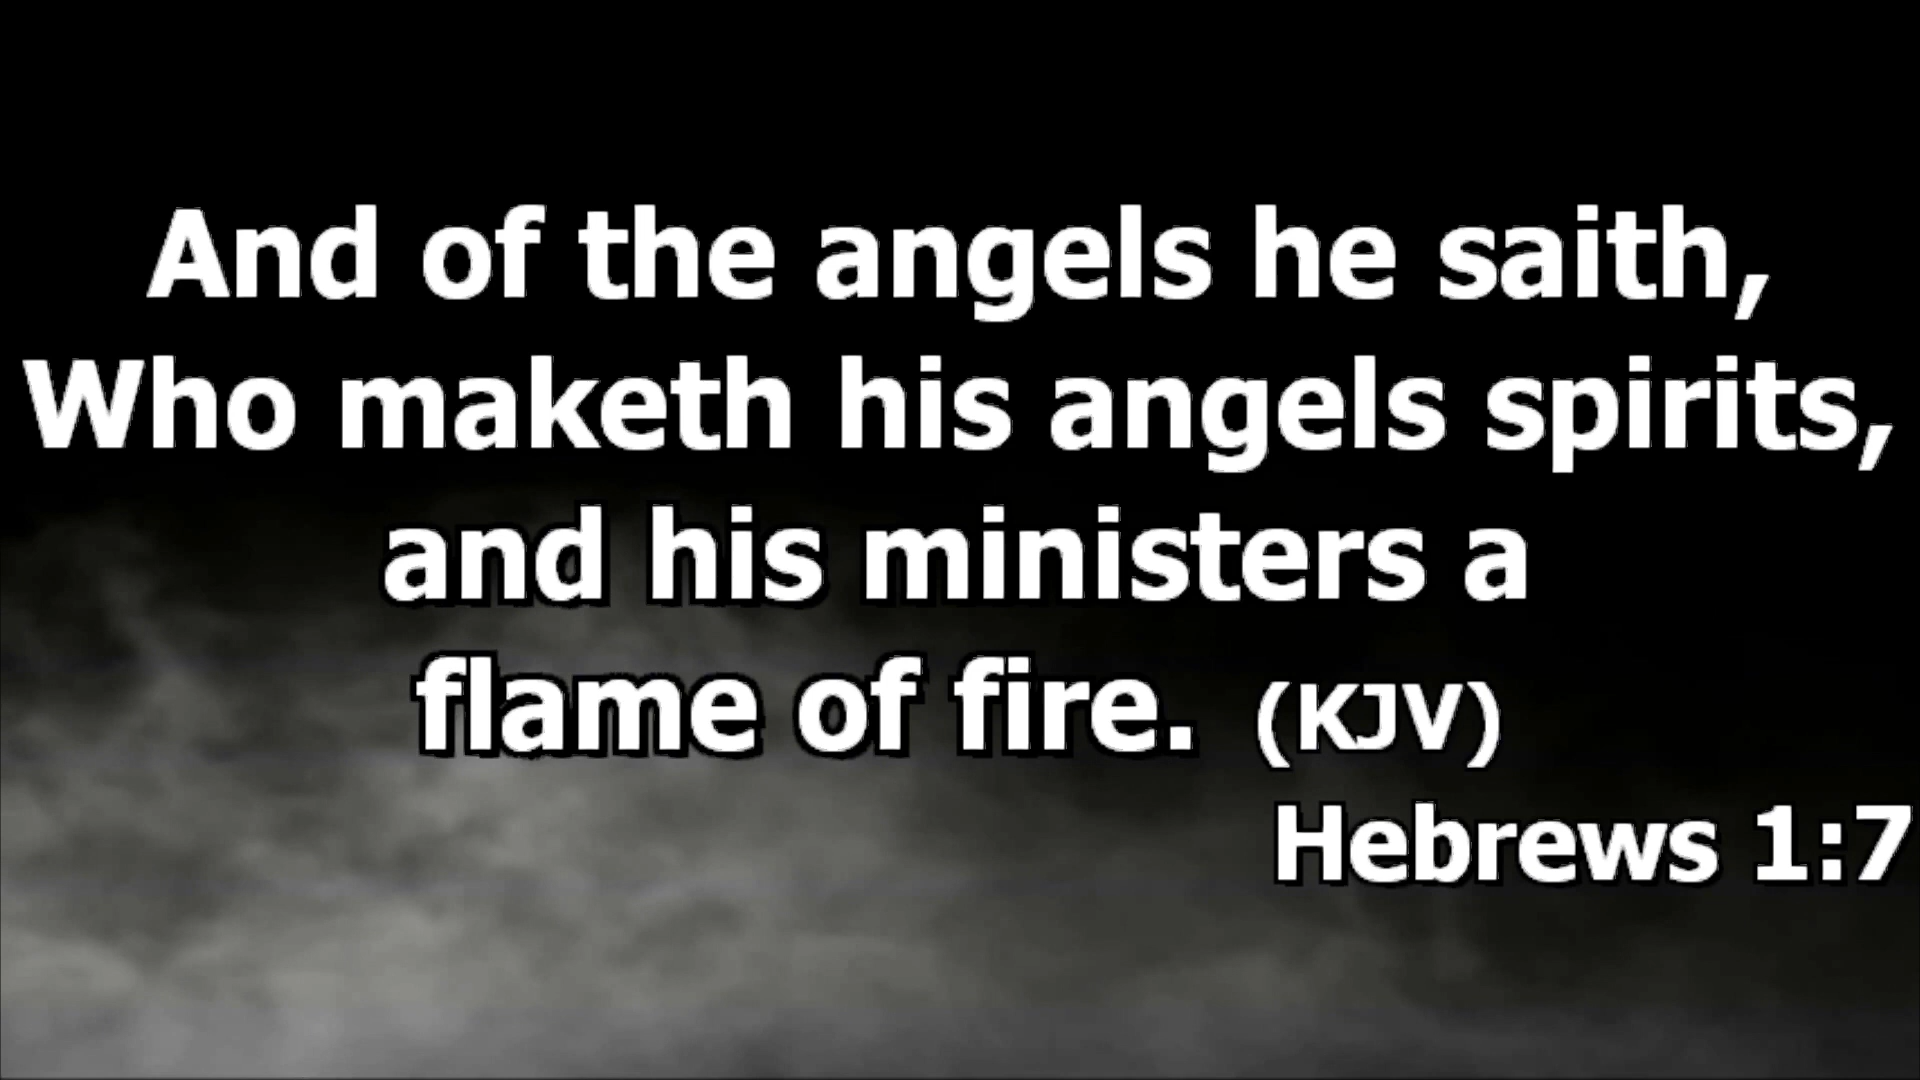 And of the angels he saith,
Who maketh his angels spirits,
and his ministers a
flame of fire. (KJV)
Hebrews 1:7